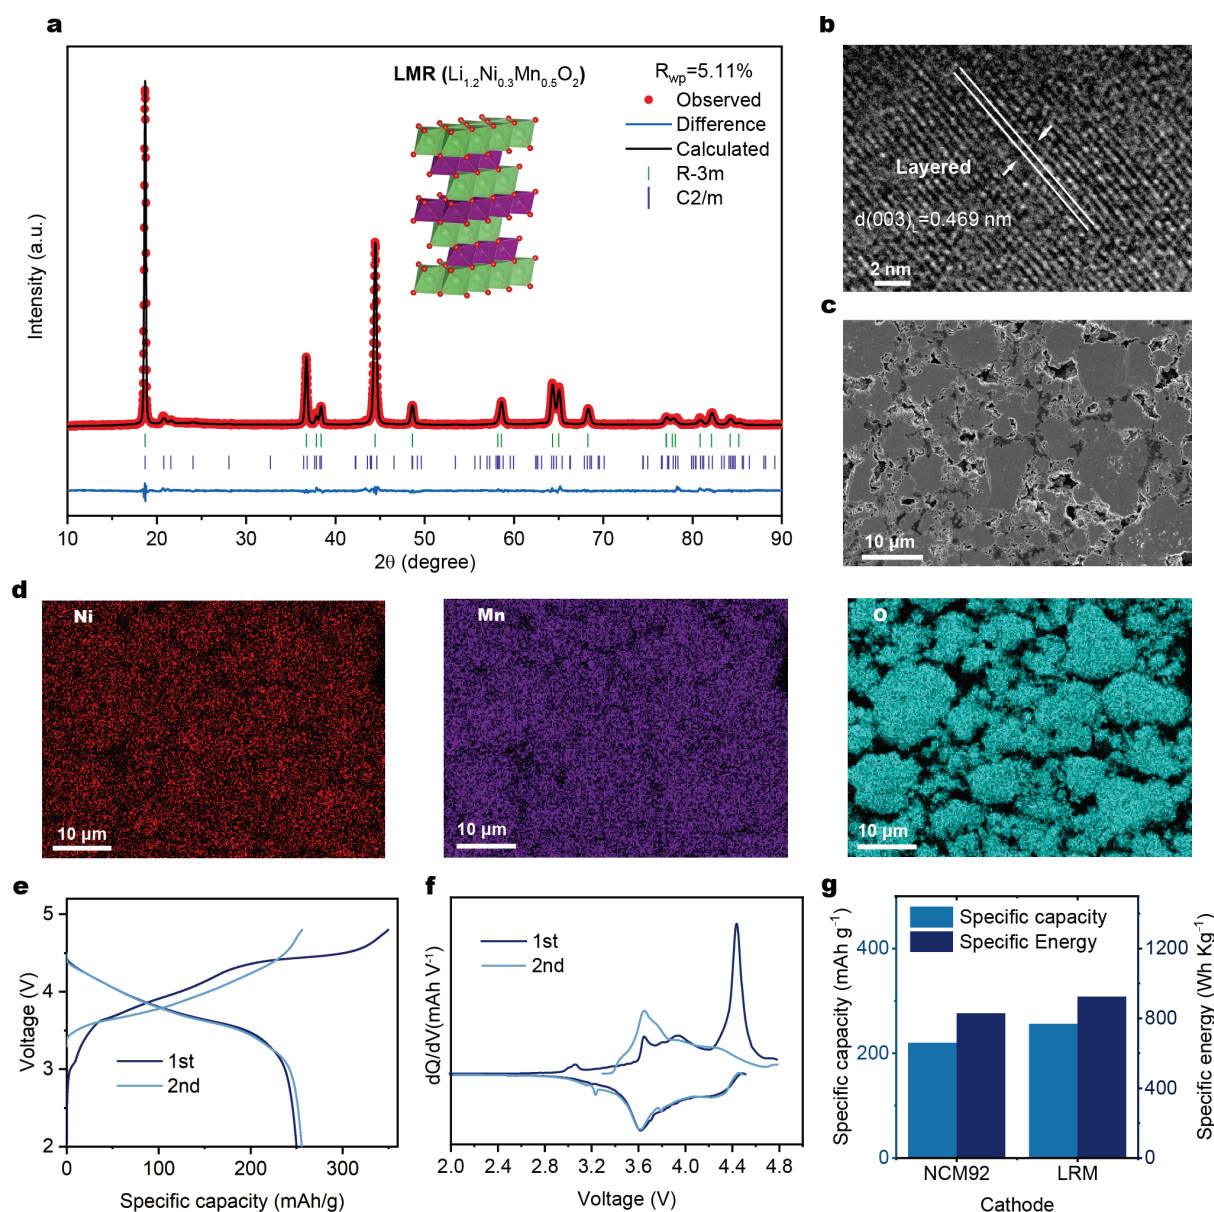 a
LMR (Li1.2Ni0.3Mn0.5O2)
Rwp=5.11%
Observed
Difference
Calculated
R-3m
C2/m
Intensity (a.u.)
10 20 30 40 50 60 70 80 90
2θ (degree)
b
Layered
d(003)L=0.469 nm
2 nm
c
10 μm
d
Ni
10 μm
Mn
10 μm
O
10 μm
e
Voltage (V)
5
4
3
2
1st
2nd
0 100 200 300
Specific capacity (mAh/g)
f
dQ/dV(mAh V-1)
1st
2nd
2.0 2.4 2.8 3.2 3.6 4.0 4.4 4.8
Voltage (V)
g
Specific capacity (mAh g−1)
400
200
0
Specific capacity
Specific Energy
1200
800
400
0
Specific energy (Wh Kg−1)
NCM92 LRM
Cathode